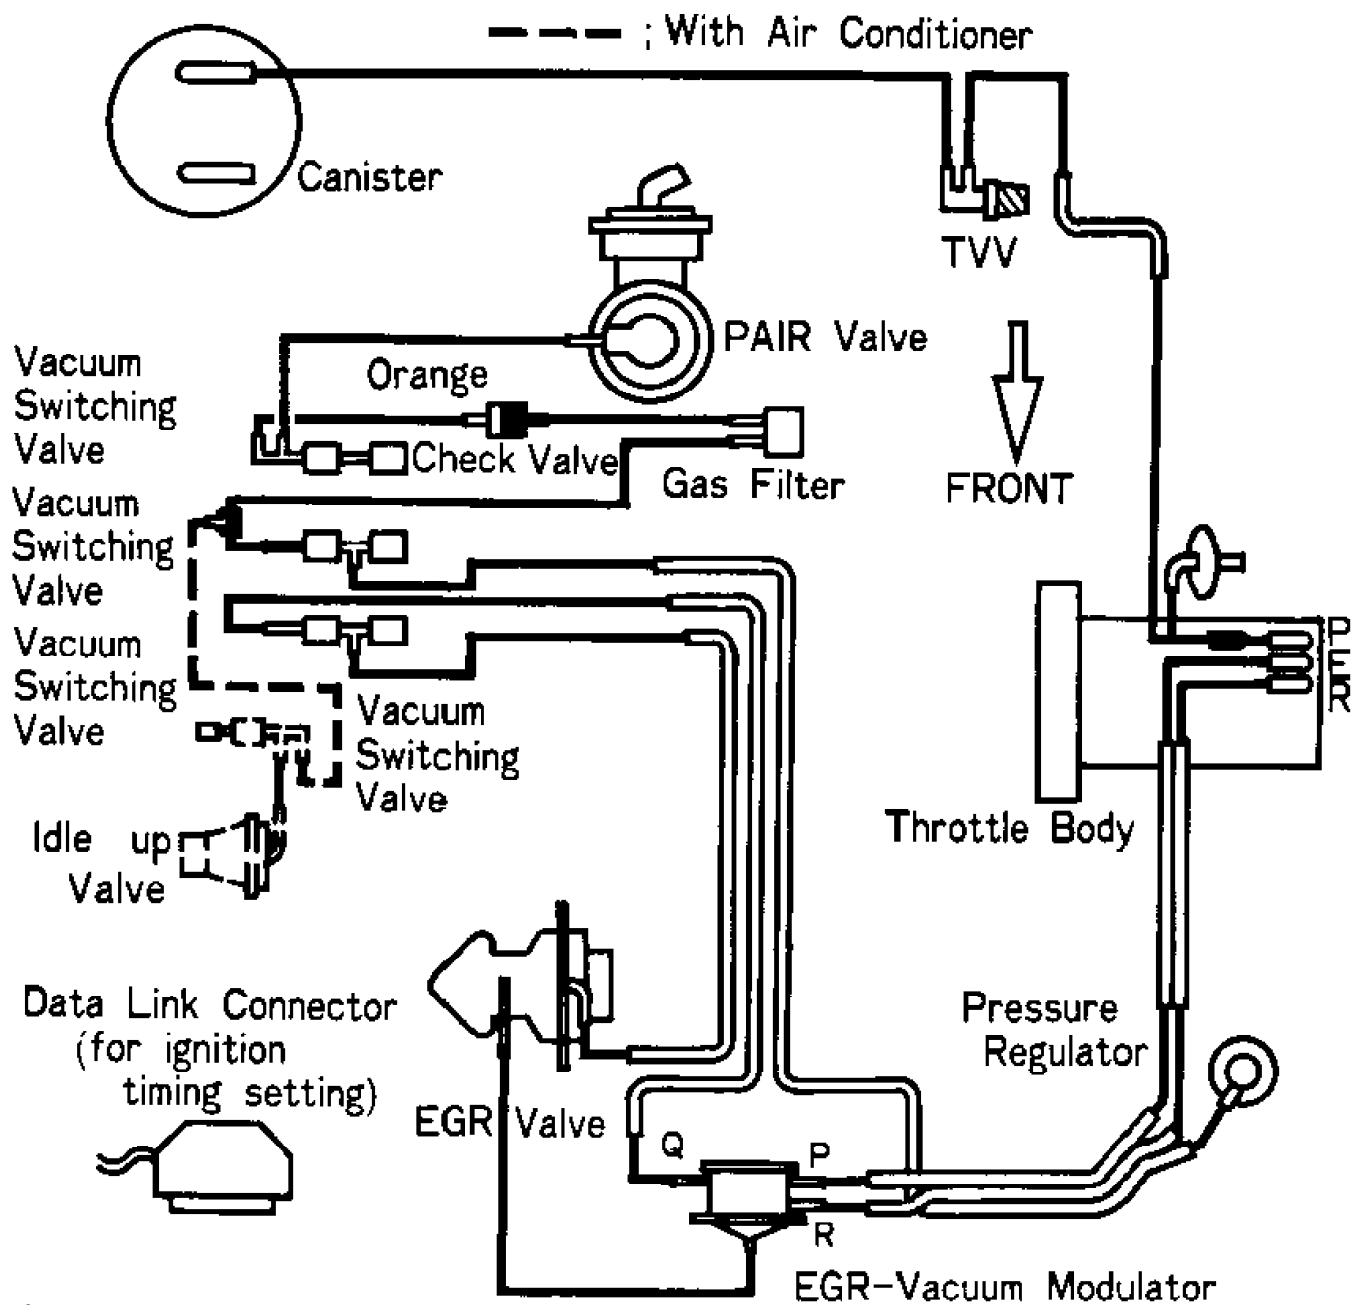 ; With Air Conditioner
Canister
TVV
PAIR Valve
Vacuum
Switching
Valve
Orange
Check Valve
Gas Filter
FRONT
Vacuum
Switching
Valve
Vacuum
Switching
Valve
P
E
R
Vacuum
Switching
Valve
Throttle Body
Idle up
Valve
Data Link Connector
(for ignition
timing setting)
Pressure
Regulator
EGR Valve
Q
P
R
EGR-Vacuum Modulator